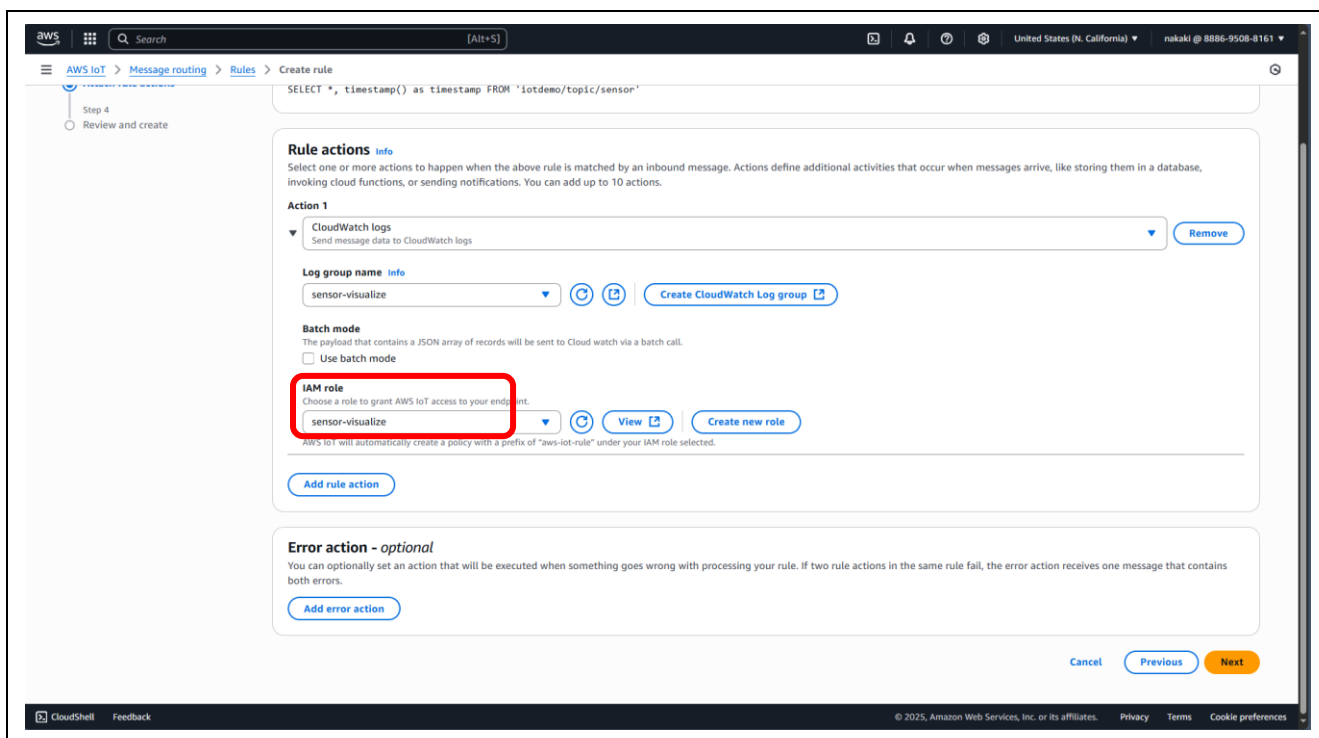 aws
Search [Alt+S]
United States (N. California) nakaki @ 8886-9508-8161
AWS IoT > Message routing > Rules > Create rule
Attach rule actions
Step 4
Review and create
SELECT *, timestamp() as timestamp FROM 'iotdemo/topic/sensor'
Rule actions Info
Select one or more actions to happen when the above rule is matched by an inbound message. Actions define additional activities that occur when messages arrive, like storing them in a database,
invoking cloud functions, or sending notifications. You can add up to 10 actions.
Action 1
CloudWatch logs
Send message data to CloudWatch logs
Remove
Log group name Info
sensor-visualize
Create CloudWatch Log group
Batch mode
The payload that contains a JSON array of records will be sent to Cloud watch via a batch call.
Use batch mode
IAM role
Choose a role to grant AWS IoT access to your endpoint.
sensor-visualize
View
Create new role
AWS IoT will automatically create a policy with a prefix of "aws-iot-rule" under your IAM role selected.
Add rule action
Error action - optional
You can optionally set an action that will be executed when something goes wrong with processing your rule. If two rule actions in the same rule fail, the error action receives one message that contains
both errors.
Add error action
Cancel Previous Next
CloudShell Feedback © 2025, Amazon Web Services, Inc. or its affiliates. Privacy Terms Cookie preferences